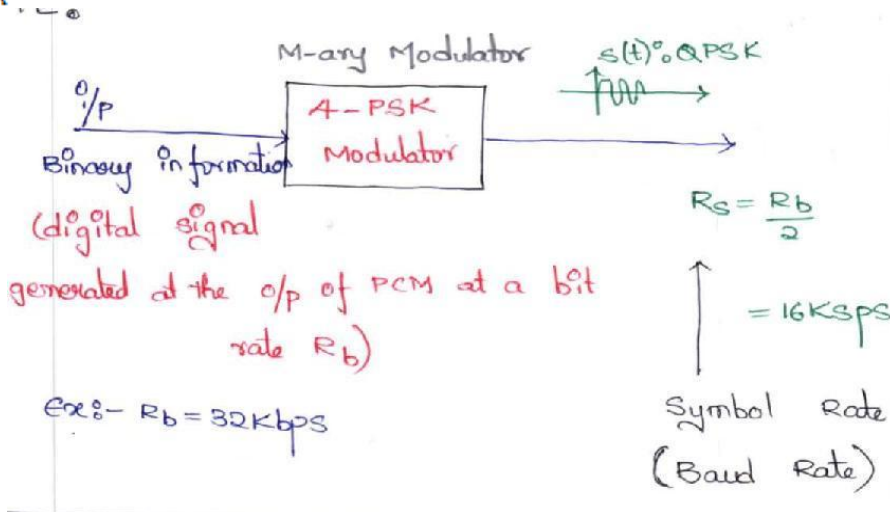 M-ary Modulator
s(t): QPSK
i/p
4-PSK
Modulator
Binary information
(digital signal
generated at the o/p of PCM at a bit
rate Rb)
Rs = Rb/2
= 16Ksps
Ex:- Rb = 32Kbps
Symbol Rate
(Baud Rate)